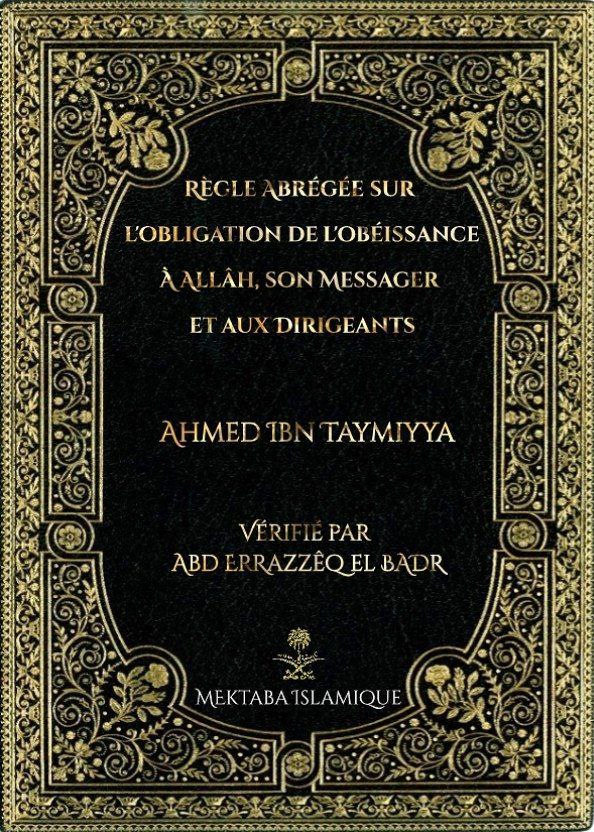 Règle Abrégée sur
l'obligation de l'obéissance
à Allâh, son Messager
et aux Dirigeants
Ahmed Ibn Taymiyya
Vérifié par
Abd Errazzêq El Badr
Mektaba Islamique